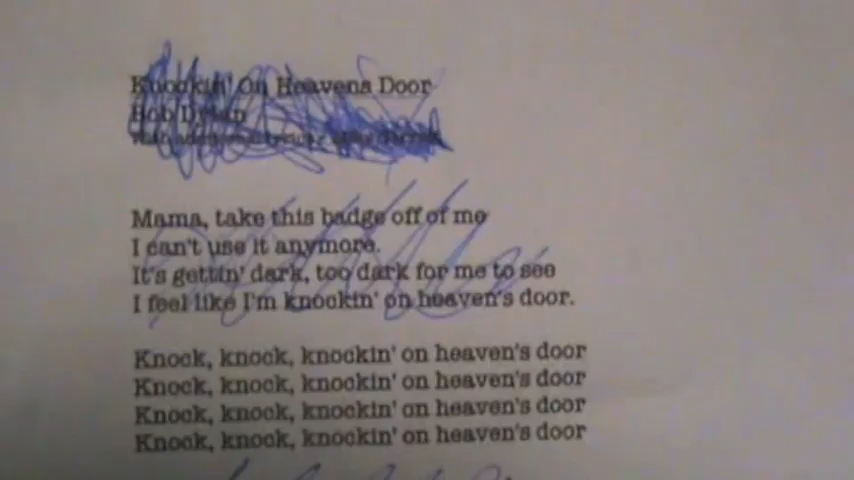 Knockin' On Heavens Door
Bob Dylan
Mama, take this badge off of me
I can't use it anymore.
It's gettin' dark, too dark for me to see
I feel like I'm knockin' on heaven's door.
Knock, knock, knockin' on heaven's door
Knock, knock, knockin' on heaven's door
Knock, knock, knockin' on heaven's door
Knock, knock, knockin' on heaven's door